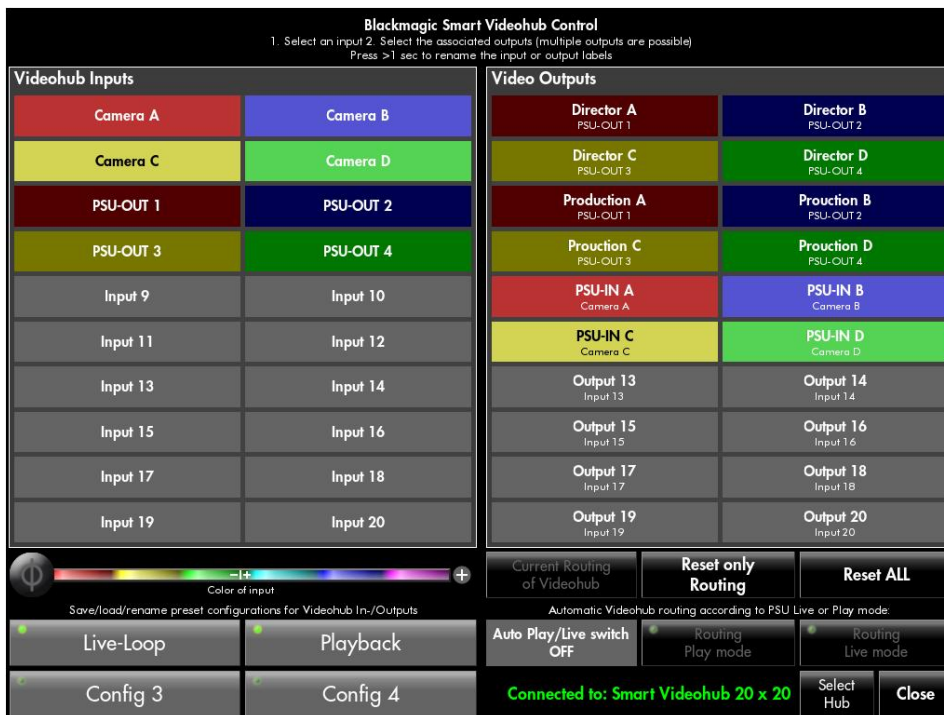 Blackmagic Smart Videohub Control
1. Select an input 2. Select the associated outputs (multiple outputs are possible)
Press >1 sec to rename the input or output labels
Videohub Inputs
Camera A
Camera B
Camera C
Camera D
PSU-OUT 1
PSU-OUT 2
PSU-OUT 3
PSU-OUT 4
Input 9
Input 10
Input 11
Input 12
Input 13
Input 14
Input 15
Input 16
Input 17
Input 18
Input 19
Input 20
Video Outputs
Director A
PSU-OUT 1
Director B
PSU-OUT 2
Director C
PSU-OUT 3
Director D
PSU-OUT 4
Production A
PSU-OUT 1
Prouction B
PSU-OUT 2
Prouction C
PSU-OUT 3
Prouction D
PSU-OUT 4
PSU-IN A
Camera A
PSU-IN B
Camera B
PSU-IN C
Camera C
PSU-IN D
Camera D
Output 13
Input 13
Output 14
Input 14
Output 15
Input 15
Output 16
Input 16
Output 17
Input 17
Output 18
Input 18
Output 19
Input 19
Output 20
Input 20
Color of input
Current Routing
of Videohub
Reset only
Routing
Reset ALL
Save/load/rename preset configurations for Videohub In-/Outputs
Live-Loop
Playback
Config 3
Config 4
Automatic Videohub routing according to PSU Live or Play mode:
Auto Play/Live switch
OFF
Routing
Play mode
Routing
Live mode
Connected to: Smart Videohub 20 x 20
Select
Hub
Close